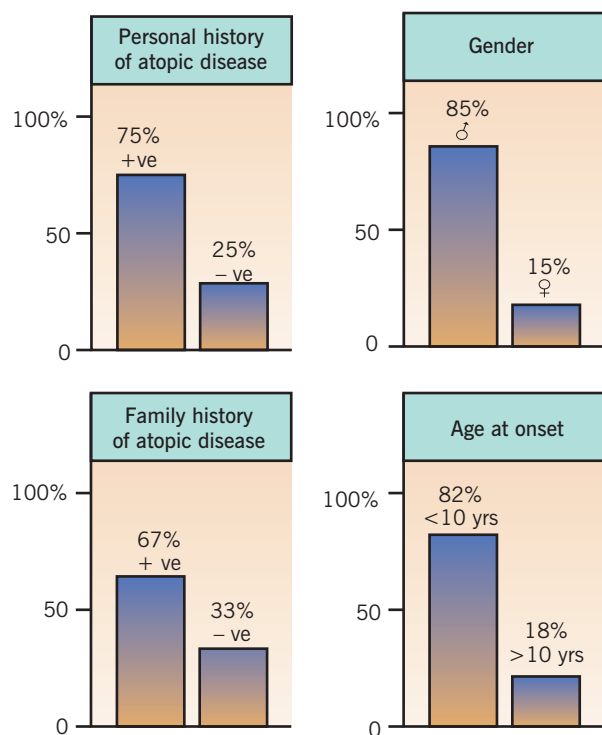 Personal history
of atopic disease
100%
75%
+ve
50
25%
– ve
0
Gender
100%
85%
♂
50
15%
♀
0
Family history
of atopic disease
100%
67%
+ ve
50
33%
– ve
0
Age at onset
100%
82%
<10 yrs
50
18%
>10 yrs
0